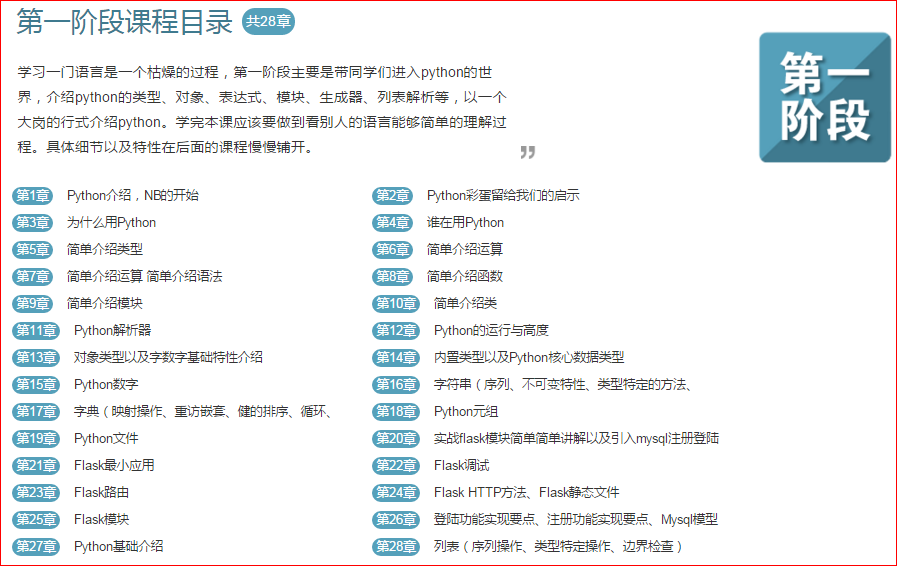 第一阶段课程目录 共28章
学习一门语言是一个枯燥的过程，第一阶段主要是带同学们进入python的世
界，介绍python的类型、对象、表达式、模块、生成器、列表解析等，以一个
大岗的行式介绍python。学完本课应该要做到看别人的语言能够简单的理解过
程。具体细节以及特性在后面的课程慢慢铺开。
”
第一
阶段
第1章 Python介绍，NB的开始
第2章 Python彩蛋留给我们的启示
第3章 为什么用Python
第4章 谁在用Python
第5章 简单介绍类型
第6章 简单介绍运算
第7章 简单介绍运算 简单介绍语法
第8章 简单介绍函数
第9章 简单介绍模块
第10章 简单介绍类
第11章 Python解析器
第12章 Python的运行与高度
第13章 对象类型以及字数字基础特性介绍
第14章 内置类型以及Python核心数据类型
第15章 Python数字
第16章 字符串（序列、不可变特性、类型特定的方法、
第17章 字典（映射操作、重访嵌套、健的排序、循环、
第18章 Python元组
第19章 Python文件
第20章 实战flask模块简单简单讲解以及引入mysql注册登陆
第21章 Flask最小应用
第22章 Flask调试
第23章 Flask路由
第24章 Flask HTTP方法、Flask静态文件
第25章 Flask模块
第26章 登陆功能实现要点、注册功能实现要点、Mysql模型
第27章 Python基础介绍
第28章 列表（序列操作、类型特定操作、边界检查）